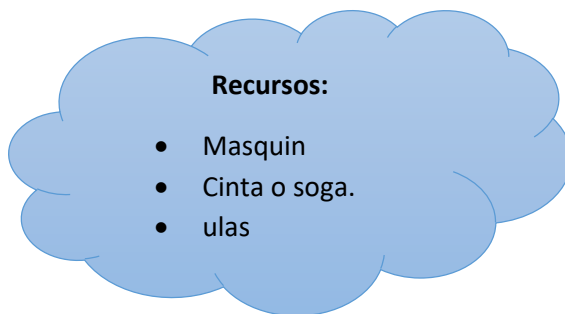 Recursos:
• Masquin
• Cinta o soga.
• ulas